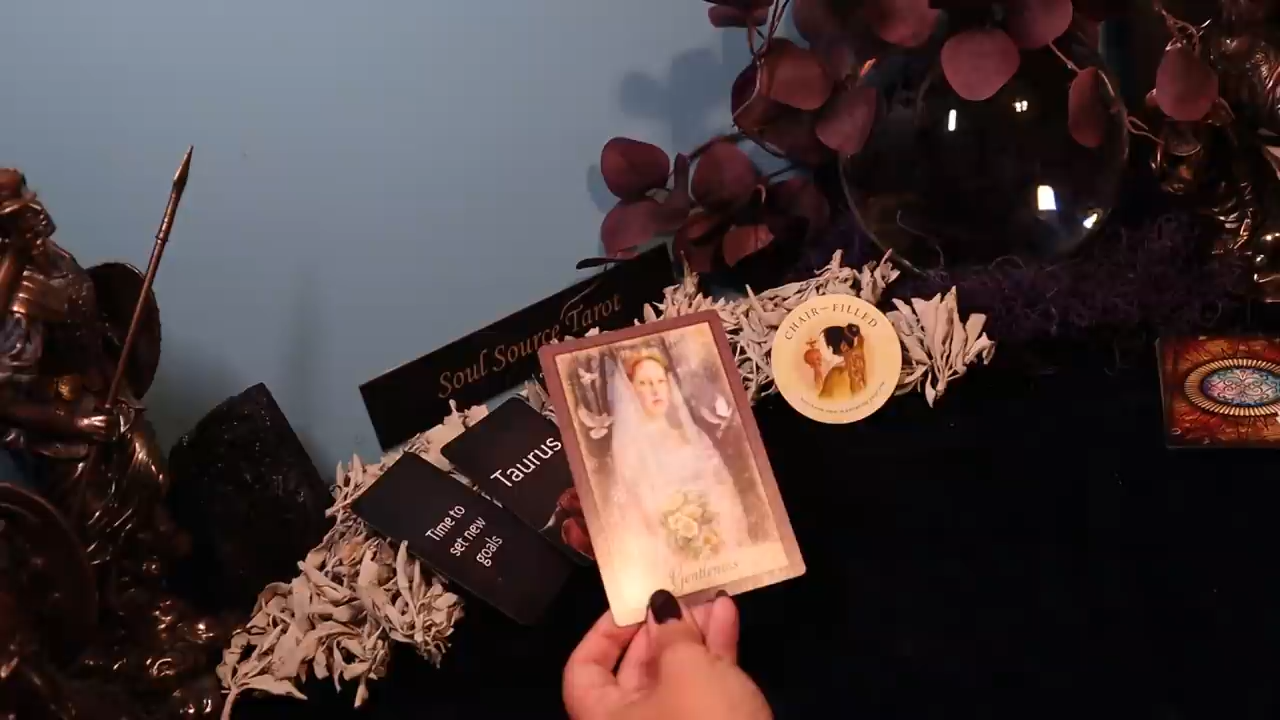 Soul Source Tarot
CHAIR-FILLED
Taurus
Time to
set new
goals
Gentleness